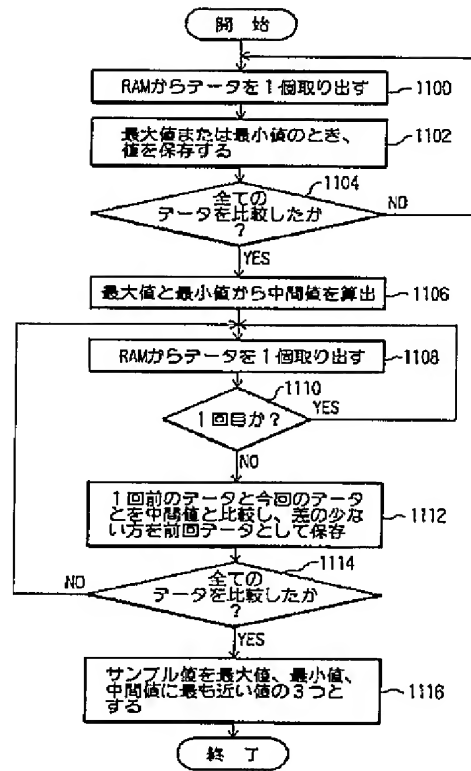 開始
RAMからデータを1個取り出す
1100
最大値または最小値のとき、
値を保存する
1102
1104
全ての
データを比較したか
?
NO
YES
最大値と最小値から中間値を算出
1106
RAMからデータを1個取り出す
1108
1110
1回目か?
YES
NO
1回前のデータと今回のデータ
とを中間値と比較し、差の少な
い方を前回データとして保存
1112
1114
全ての
データを比較したか
?
NO
YES
サンプル値を最大値、最小値、
中間値に最も近い値の3つと
する
1116
終了